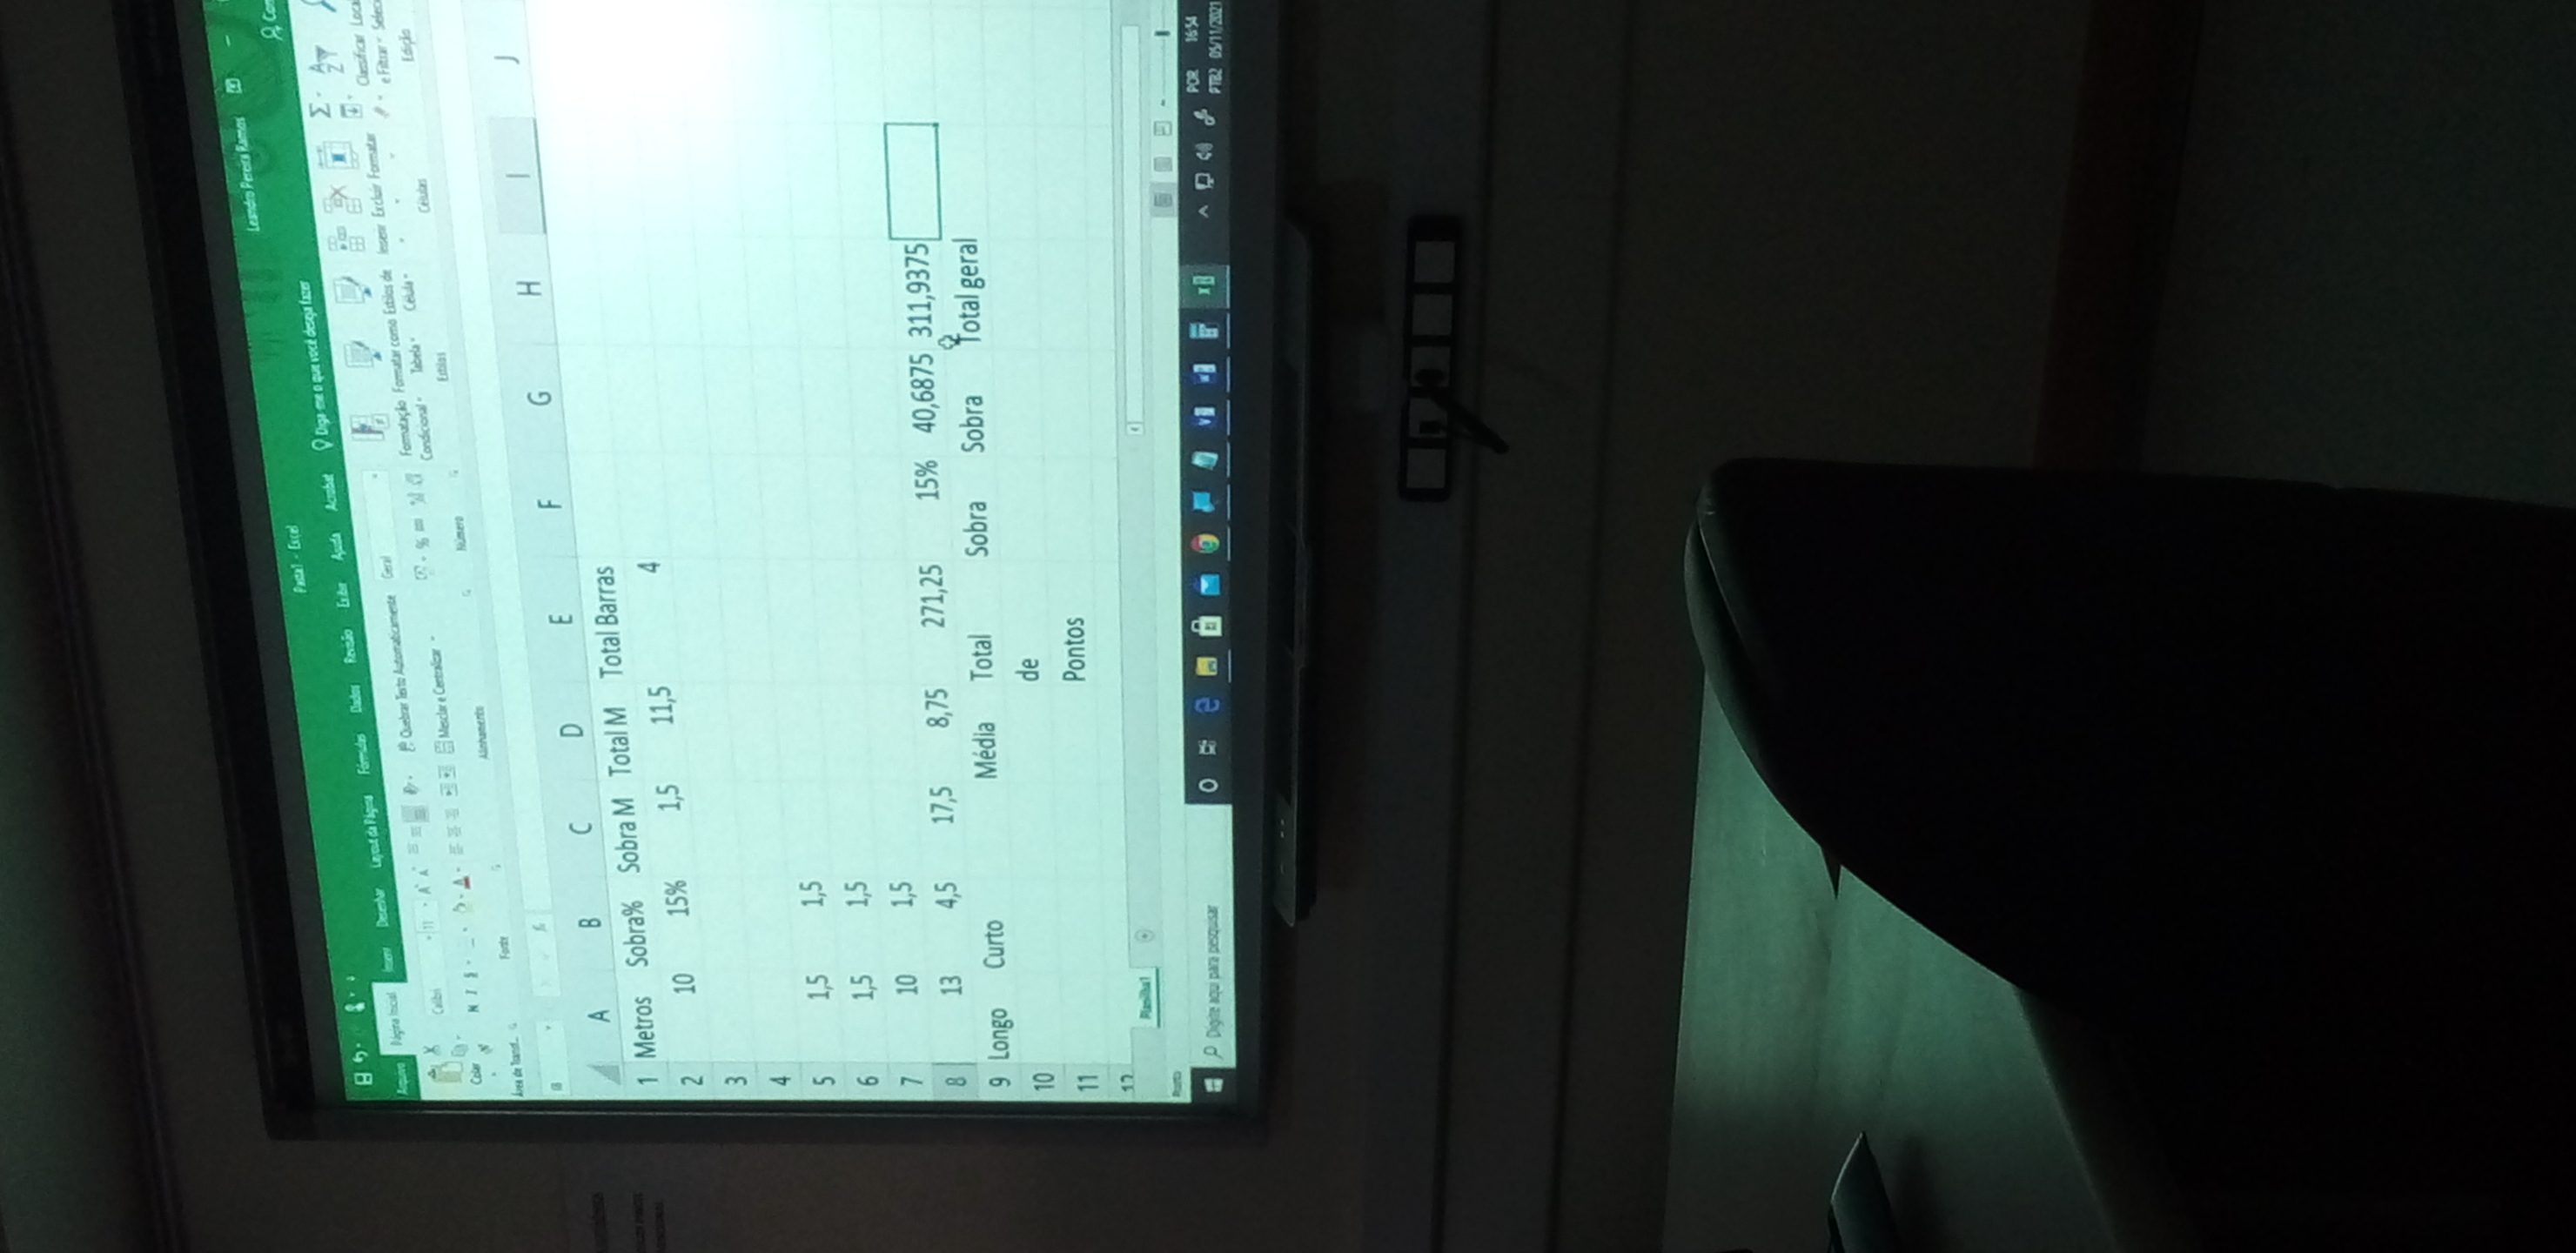 Leandro Pereira Ramos
Pasta1 - Excel
Arquivo Página Inicial Inserir Desenhar Layout da Página Fórmulas Dados Revisão Exibir Ajuda Acrobat Diga-me o que você deseja fazer
Colar Calibri 11 Quebrar Texto Automaticamente Geral
N I S Mesclar e Centralizar % Formatação Condicional Formatar como Tabela Estilos de Célula Inserir Excluir Formatar Classificar e Filtrar
Área de Transf... Fonte Alinhamento Número Estilos Células Edição
I8
A B C D E F G H I J
1 Metros Sobra% Sobra M Total M Total Barras
2 10 15% 1,5 11,5 4
3
4
5 1,5 1,5
6 1,5 1,5
7 10 1,5
8 13 4,5 17,5 8,75 271,25 15% 40,6875 311,9375
9 Longo Curto Média Total Sobra Sobra Total geral
10 de
11 Pontos
12
Planilha1
Pronto
Digite aqui para pesquisar
POR 16:54
PTB2 05/11/2021